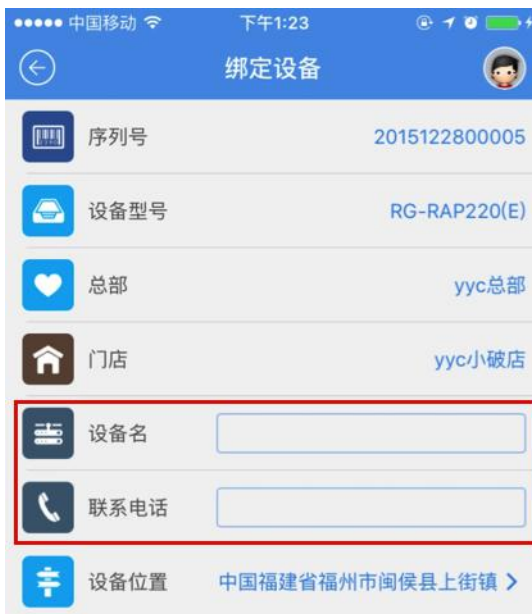 中国移动 下午1:23
绑定设备
序列号 2015122800005
设备型号 RG-RAP220(E)
总部 yyc总部
门店 yyc小破店
设备名
联系电话
设备位置 中国福建省福州市闽侯县上街镇